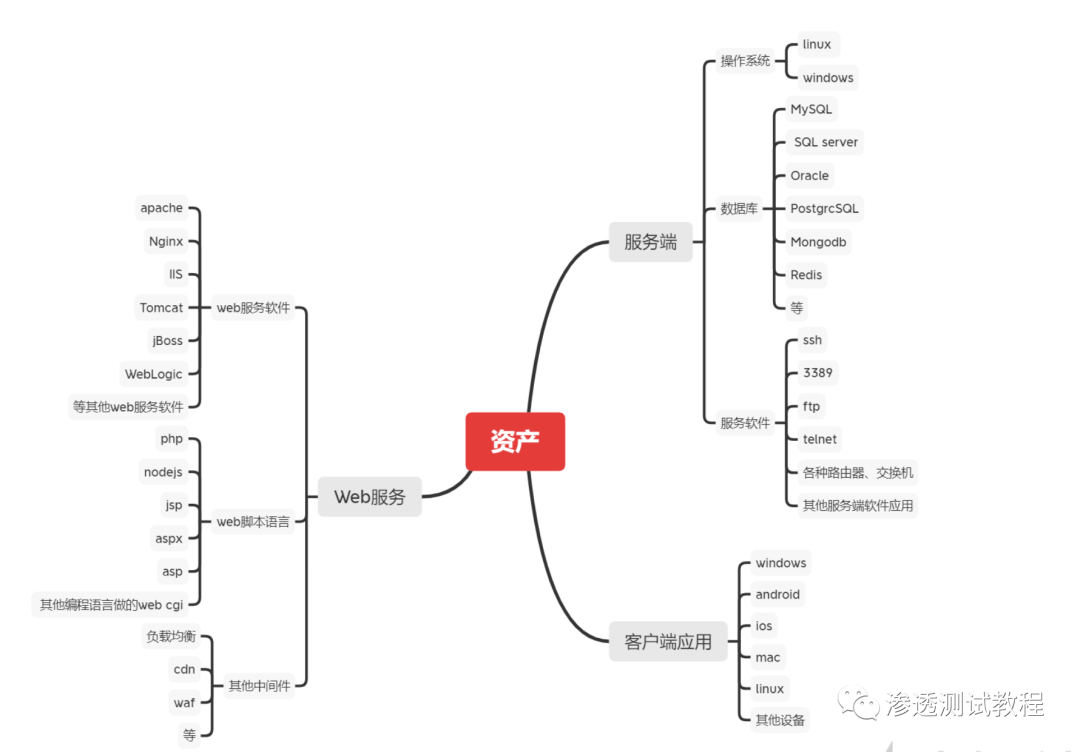 资产
服务端
操作系统
linux
windows
数据库
MySQL
SQL server
Oracle
PostgrcSQL
Mongodb
Redis
等
服务软件
ssh
3389
ftp
telnet
各种路由器、交换机
其他服务端软件应用
客户端应用
windows
android
ios
mac
linux
其他设备
Web服务
web服务软件
apache
Nginx
IIS
Tomcat
jBoss
WebLogic
等其他web服务软件
web脚本语言
php
nodejs
jsp
aspx
asp
其他编程语言做的web cgi
其他中间件
负载均衡
cdn
waf
等
渗透测试教程